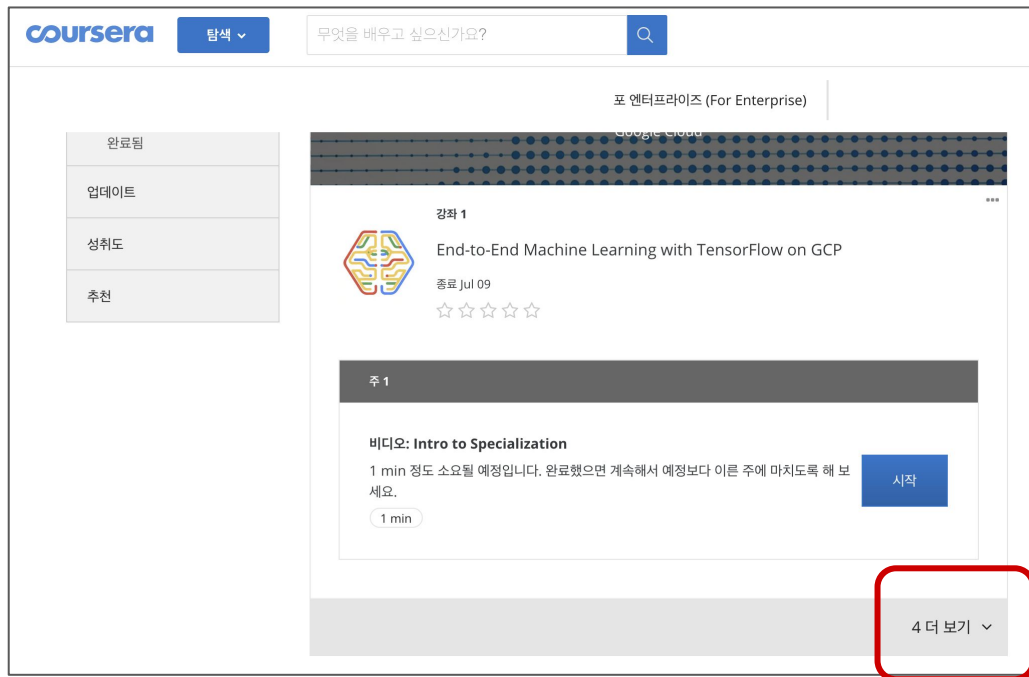 coursera
탐색
무엇을 배우고 싶으신가요?
포 엔터프라이즈 (For Enterprise)
Google Cloud
완료됨
업데이트
성취도
추천
강좌 1
End-to-End Machine Learning with TensorFlow on GCP
종료 Jul 09
주 1
비디오: Intro to Specialization
1 min 정도 소요될 예정입니다. 완료했으면 계속해서 예정보다 이른 주에 마치도록 해 보
세요.
1 min
시작
4 더 보기